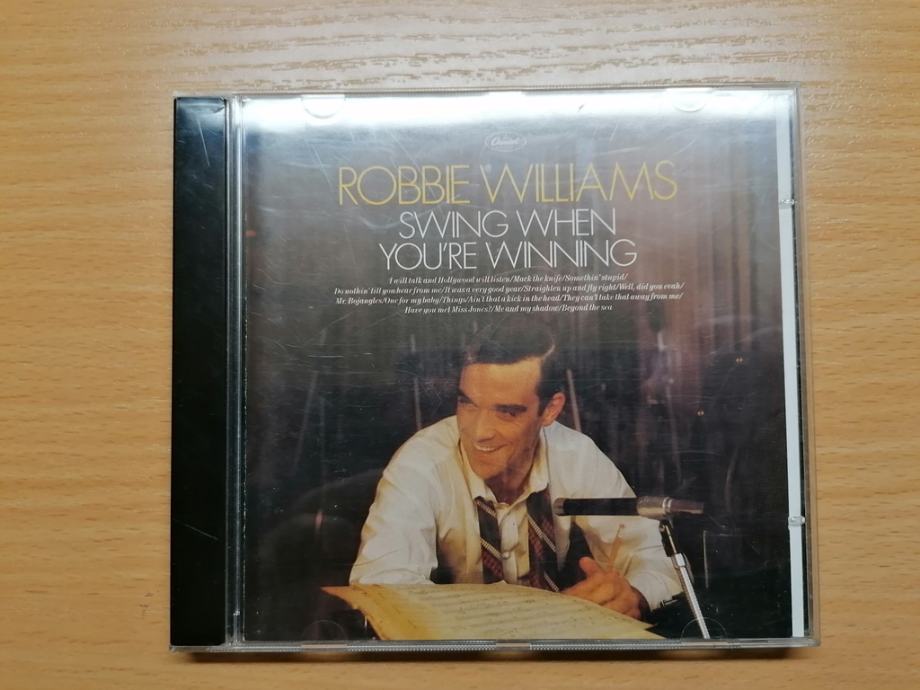 Capitol
ROBBIE WILLIAMS
SWING WHEN
YOU'RE WINNING
I will talk and Hollywood will listen/Mack the knife/Somethin' stupid/
Do nothin' till you hear from me/It was a very good year/Straighten up and fly right/Well, did you evah/
Mr. Bojangles/One for my baby/Things/Ain't that a kick in the head/They can't take that away from me/
Have you met Miss Jones?/Me and my shadow/Beyond the sea